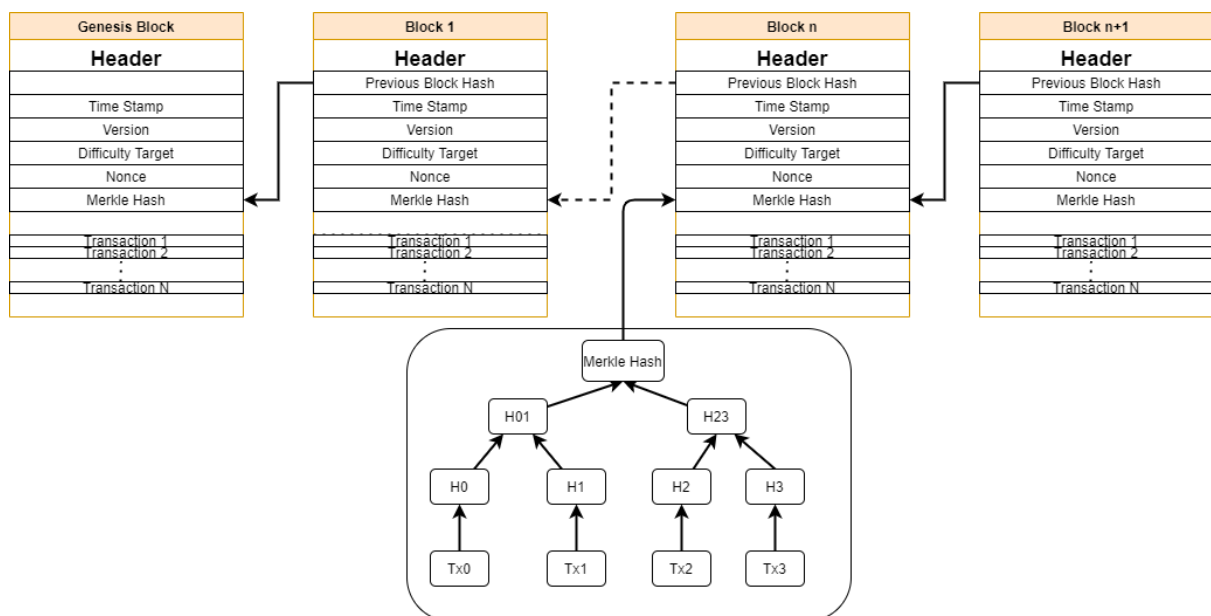 Genesis Block
Header
Time Stamp
Version
Difficulty Target
Nonce
Merkle Hash
Transaction 1
Transaction 2
Transaction N
Block 1
Header
Previous Block Hash
Time Stamp
Version
Difficulty Target
Nonce
Merkle Hash
Transaction 1
Transaction 2
Transaction N
Block n
Header
Previous Block Hash
Time Stamp
Version
Difficulty Target
Nonce
Merkle Hash
Transaction 1
Transaction 2
Transaction N
Block n+1
Header
Previous Block Hash
Time Stamp
Version
Difficulty Target
Nonce
Merkle Hash
Transaction 1
Transaction 2
Transaction N
Merkle Hash
H01
H23
H0
H1
H2
H3
Tx0
Tx1
Tx2
Tx3